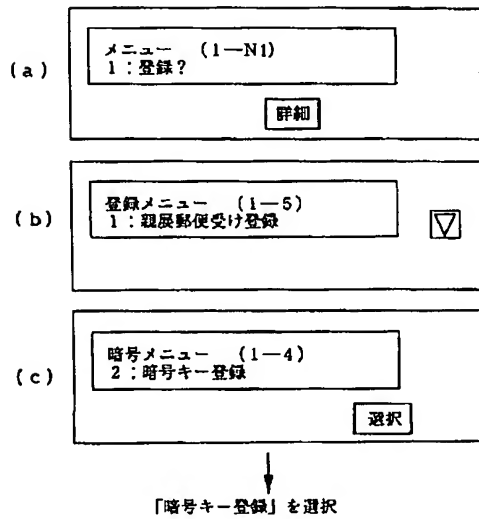 (a)
メニュー (1—N1)
1：登録?
詳細
(b)
登録メニュー (1—5)
1：親展郵便受け登録
▽
(c)
暗号メニュー (1—4)
2：暗号キー登録
選択
「暗号キー登録」を選択